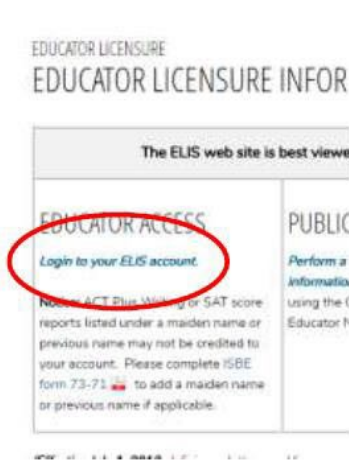 EDUCATOR LICENSURE
EDUCATOR LICENSURE INFOR
The ELIS web site is best viewe
EDUCATOR ACCESS
Login to your ELIS account.
ACT Plus Writing or SAT score
reports listed under a maiden name or
previous name may not be credited to
your account. Please complete ISBE
form 73-71 to add a maiden name
or previous name if applicable.
PUBLIC
Perform a
information
using the
Educator N